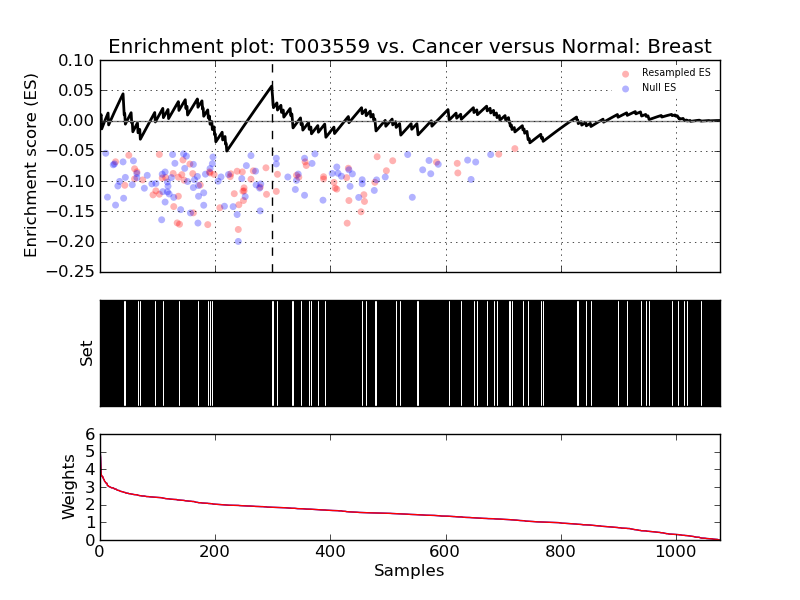 Enrichment plot: T003559 vs. Cancer versus Normal: Breast
0.10
0.05
0.00
−0.05
−0.10
−0.15
−0.20
−0.25
Enrichment score (ES)
Resampled ES
Null ES
Set
6
5
4
3
2
1
0
Weights
0 200 400 600 800 1000
Samples